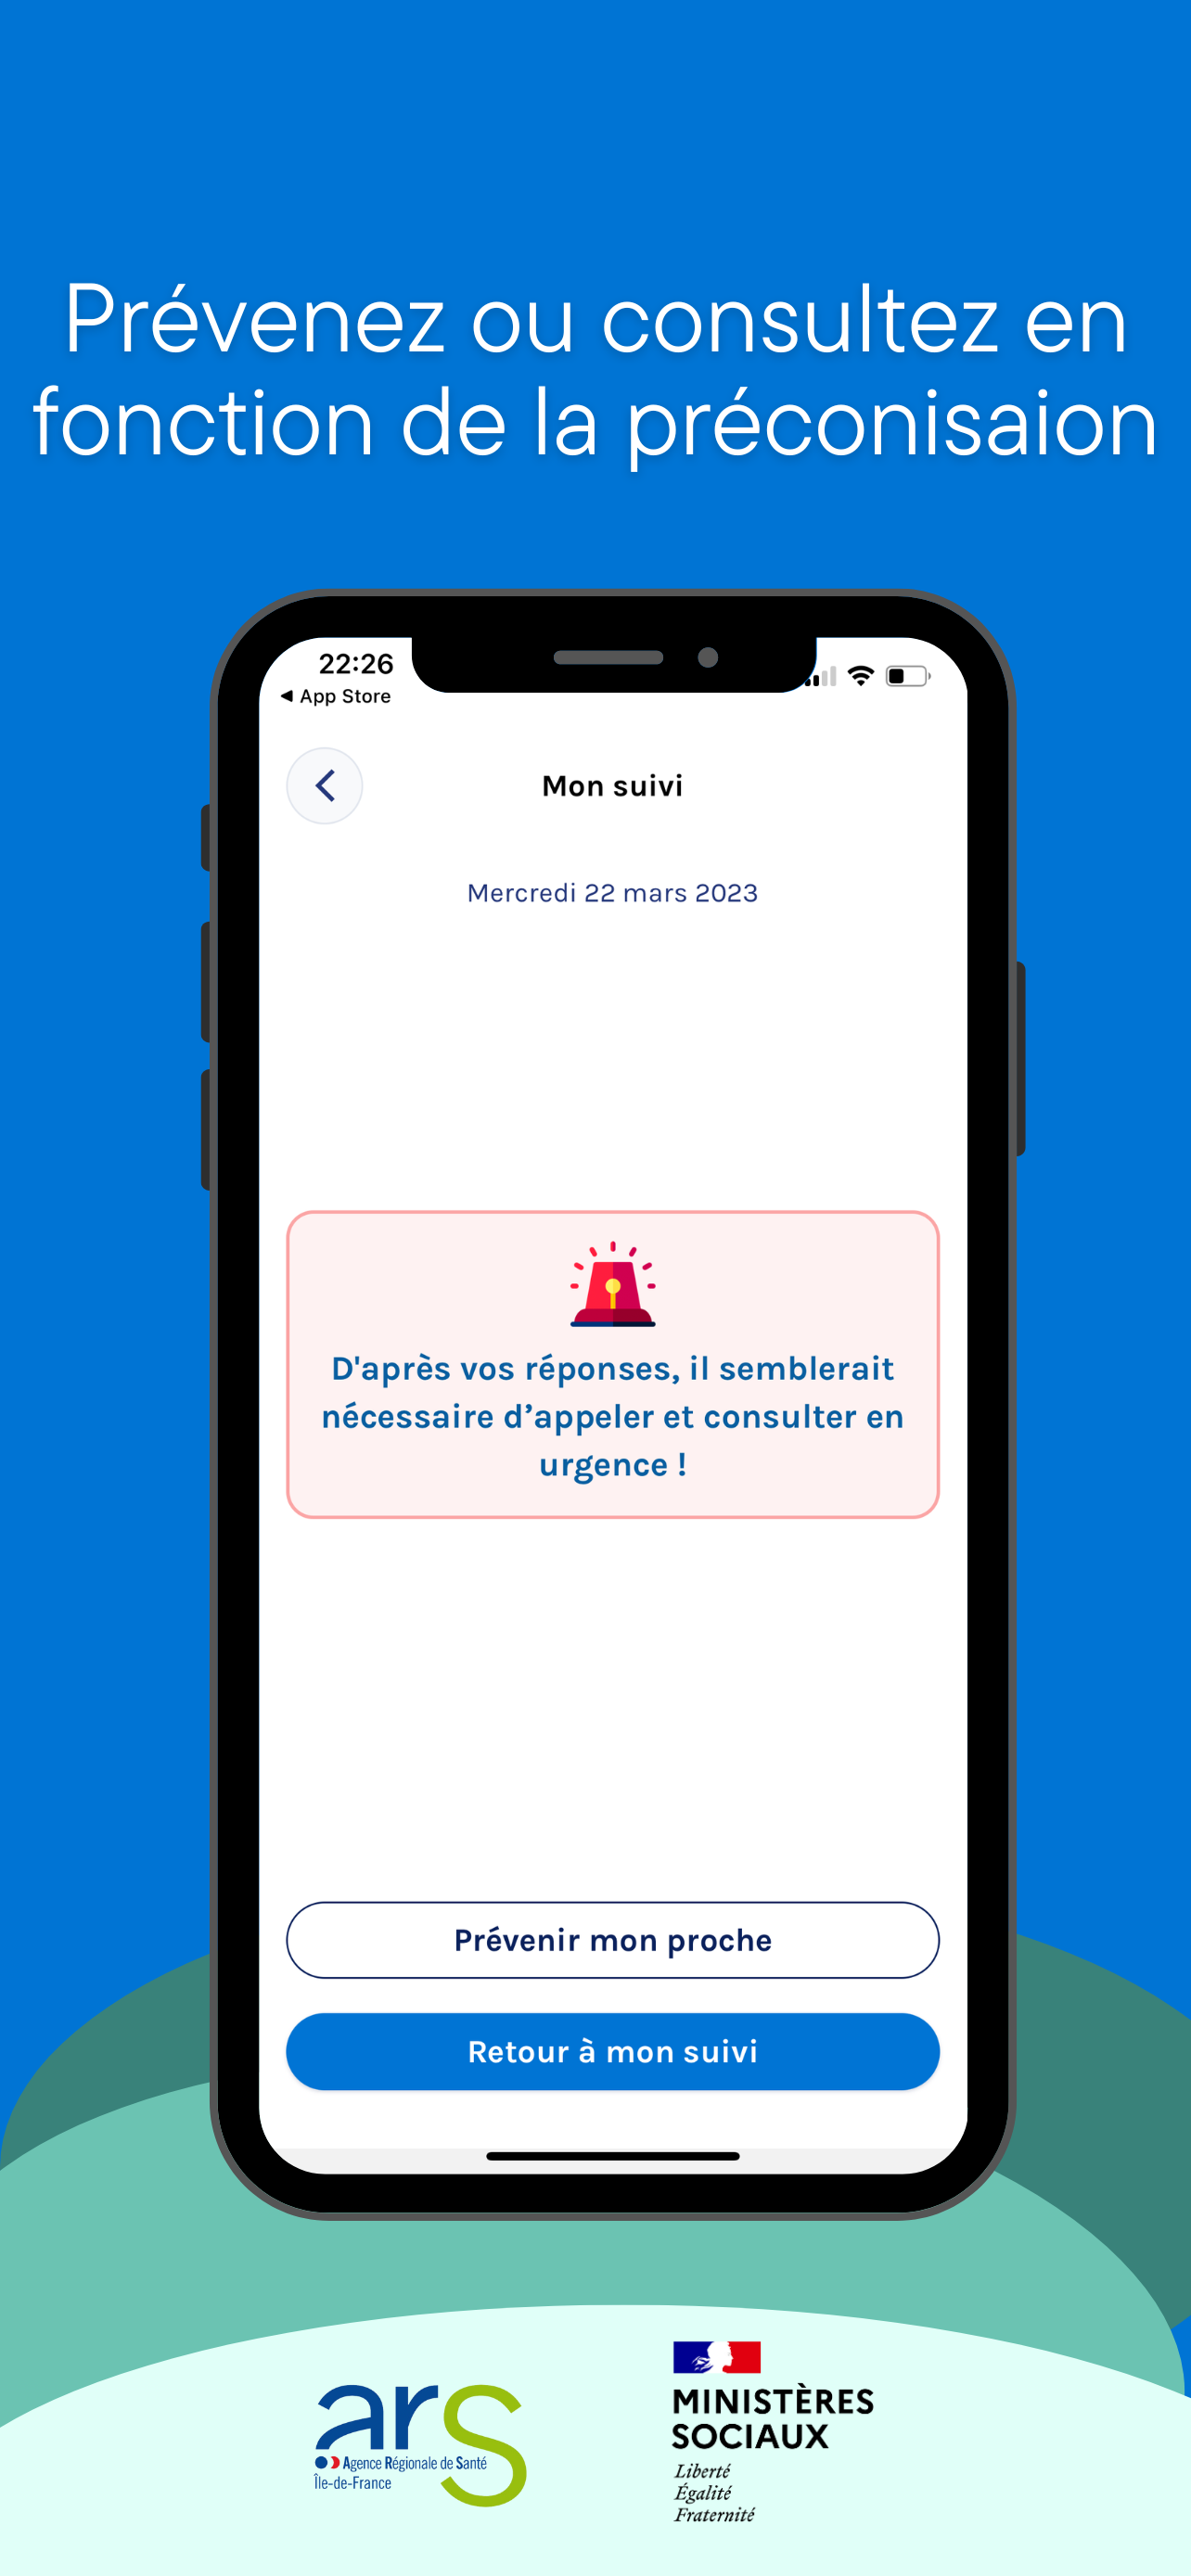 Prévenez ou consultez en
fonction de la préconisaion
22:26
◀ App Store
Mon suivi
Mercredi 22 mars 2023
D'après vos réponses, il semblerait
nécessaire d’appeler et consulter en
urgence !
Prévenir mon proche
Retour à mon suivi
ars
Agence Régionale de Santé
Île-de-France
MINISTÈRES
SOCIAUX
Liberté
Égalité
Fraternité